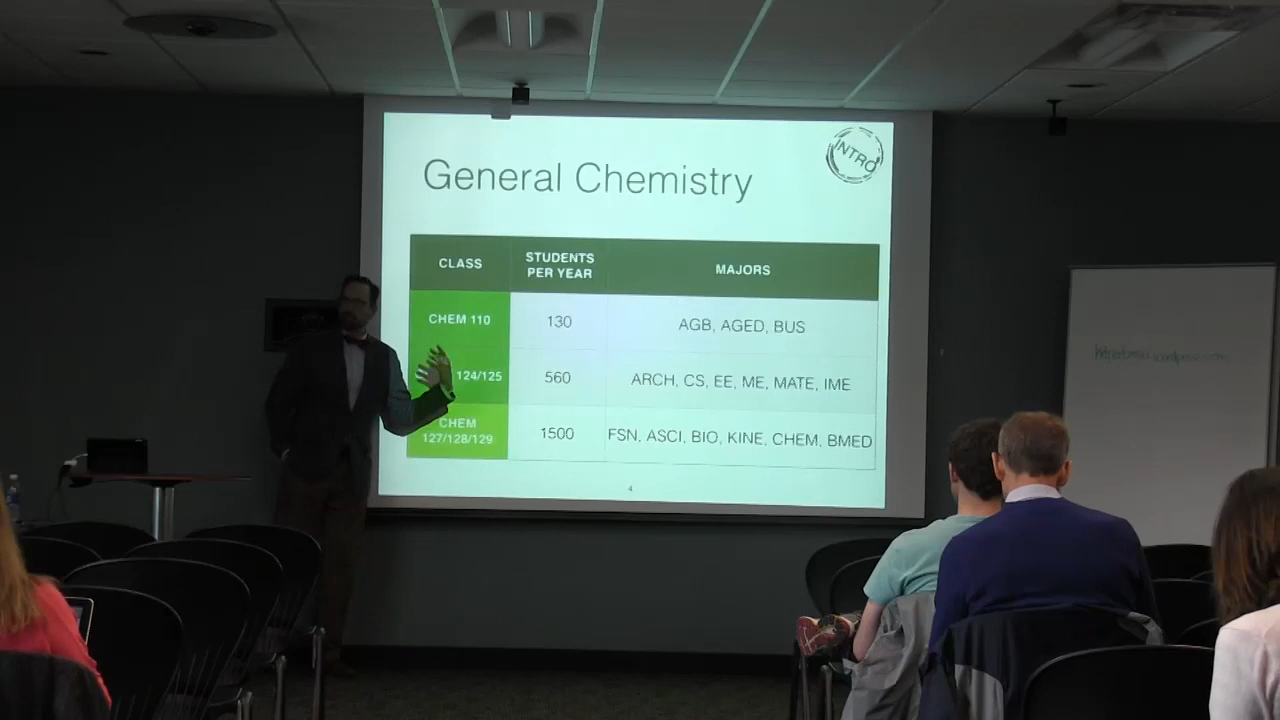 INTRO
General Chemistry
CLASS
STUDENTS
PER YEAR
MAJORS
CHEM 110
130
AGB, AGED, BUS
124/125
560
ARCH, CS, EE, ME, MATE, IME
CHEM
127/128/129
1500
FSN, ASCI, BIO, KINE, CHEM, BMED
4